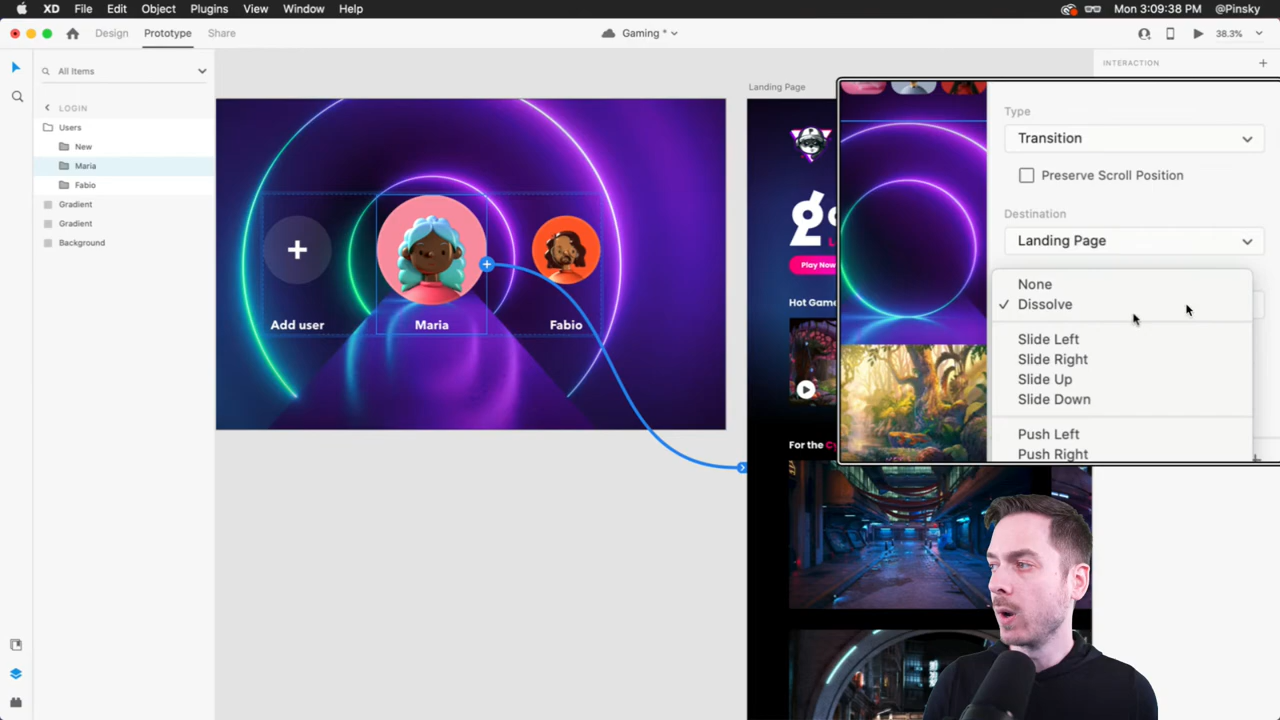 XD File Edit Object Plugins View Window Help Mon 3:09:38 PM @Pinsky
Design Prototype Share Gaming * 38.3%
All Items
LOGIN
Users
New
Maria
Fabio
Gradient
Gradient
Background
Add user
Maria
Fabio
Landing Page
Play Now
Hot Game
For the Cy
INTERACTION
Type
Transition
Preserve Scroll Position
Destination
Landing Page
None
Dissolve
Slide Left
Slide Right
Slide Up
Slide Down
Push Left
Push Right